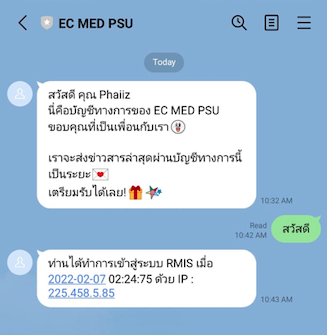 EC MED PSU
Today
สวัสดี คุณ Phaiiz
นี่คือบัญชีทางการของ EC MED PSU
ขอบคุณที่เป็นเพื่อนกับเรา
เราจะส่งข่าวสารล่าสุดผ่านบัญชีทางการนี้
เป็นระยะ
เตรียมรับได้เลย!
10:32 AM
สวัสดี
Read
10:42 AM
ท่านได้ทำการเข้าสู่ระบบ RMIS เมื่อ
2022-02-07 02:24:75 ด้วย IP :
225.458.5.85
10:43 AM